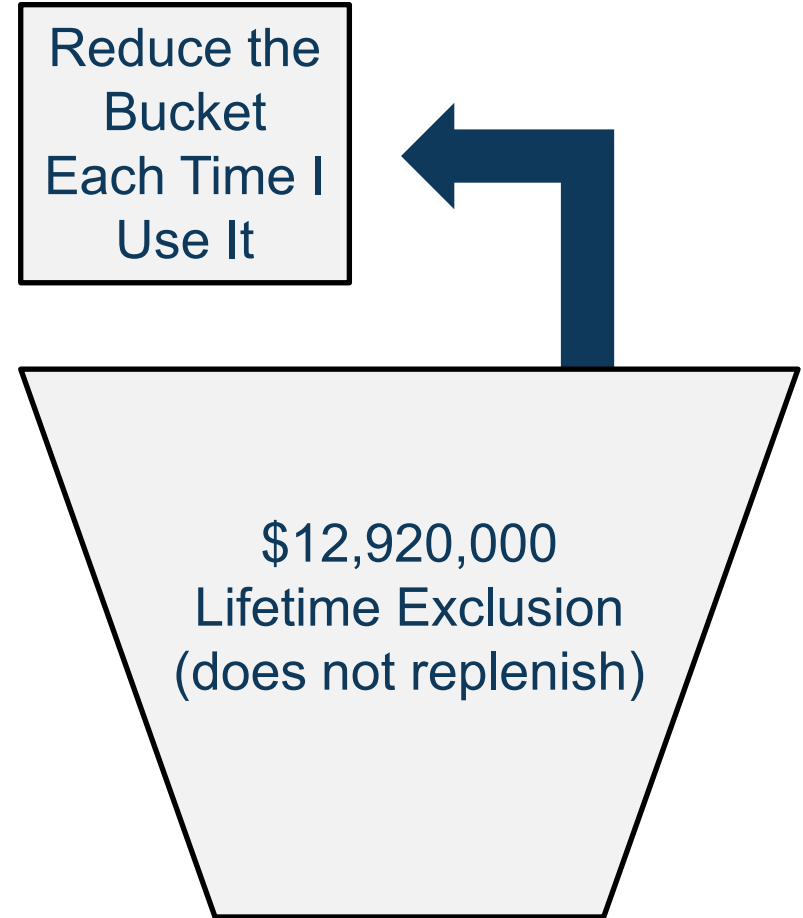 Reduce the
Bucket
Each Time I
Use It
$12,920,000
Lifetime Exclusion
(does not replenish)